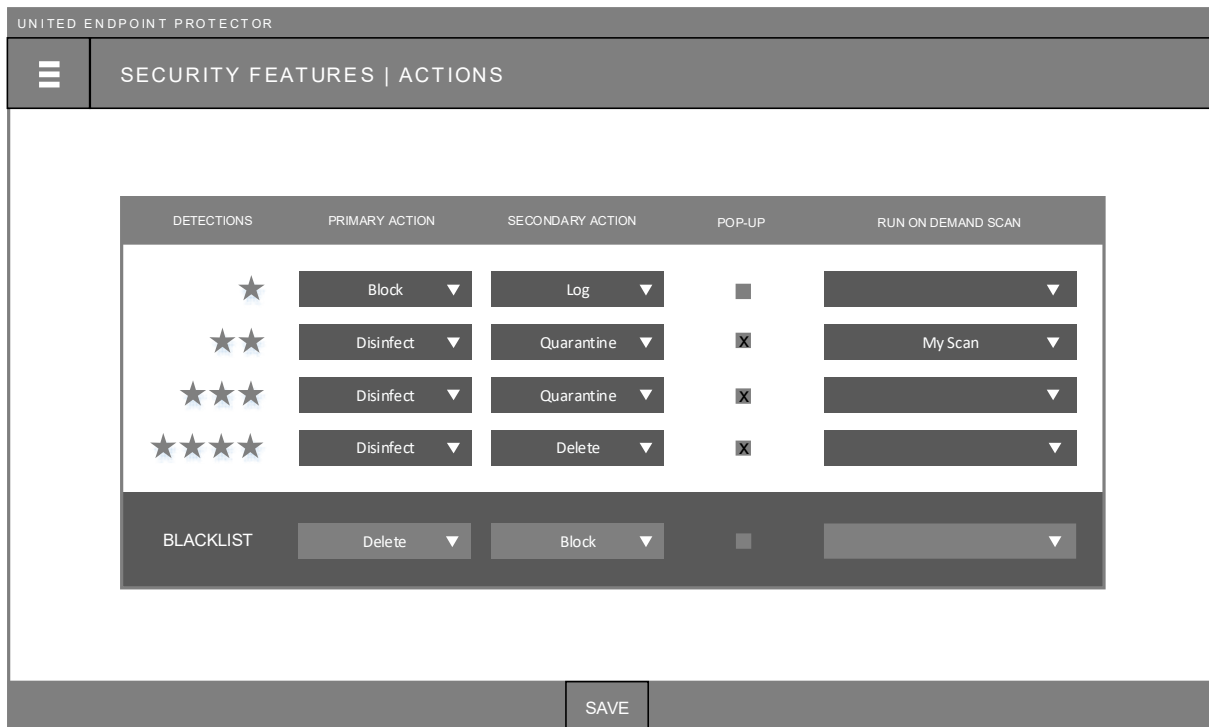 UNITED ENDPOINT PROTECTOR
SECURITY FEATURES | ACTIONS
DETECTIONS PRIMARY ACTION SECONDARY ACTION POP-UP RUN ON DEMAND SCAN
Block Log
Disinfect Quarantine X My Scan
Disinfect Quarantine X
Disinfect Delete X
BLACKLIST Delete Block
SAVE